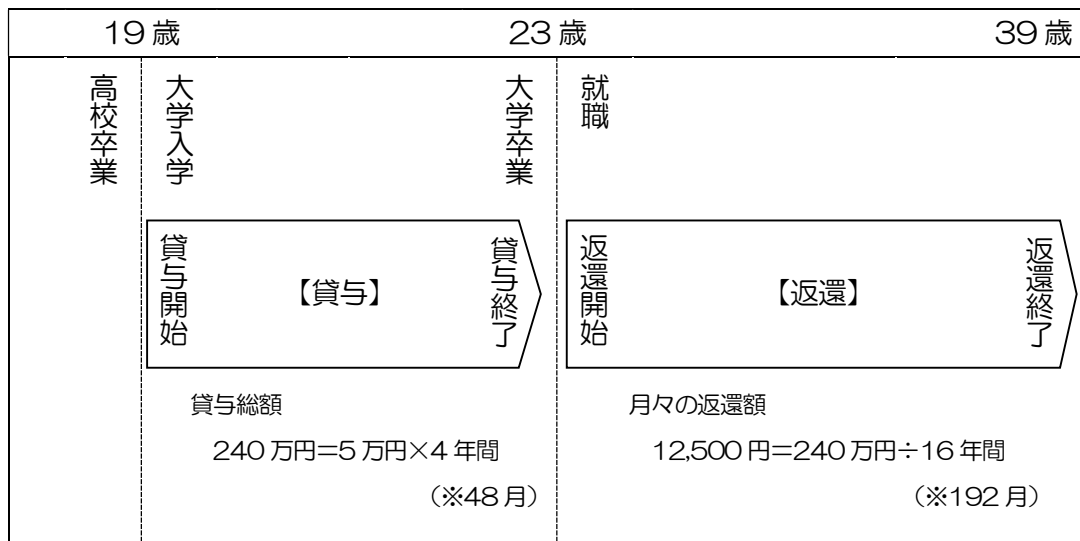 19歳 23歳 39歳
高校卒業
大学入学
大学卒業
就職
貸与開始
【貸与】
貸与終了
返還開始
【返還】
返還終了
貸与総額
240万円=5万円×4年間
(※48月)
月々の返還額
12,500円=240万円÷16年間
(※192月)